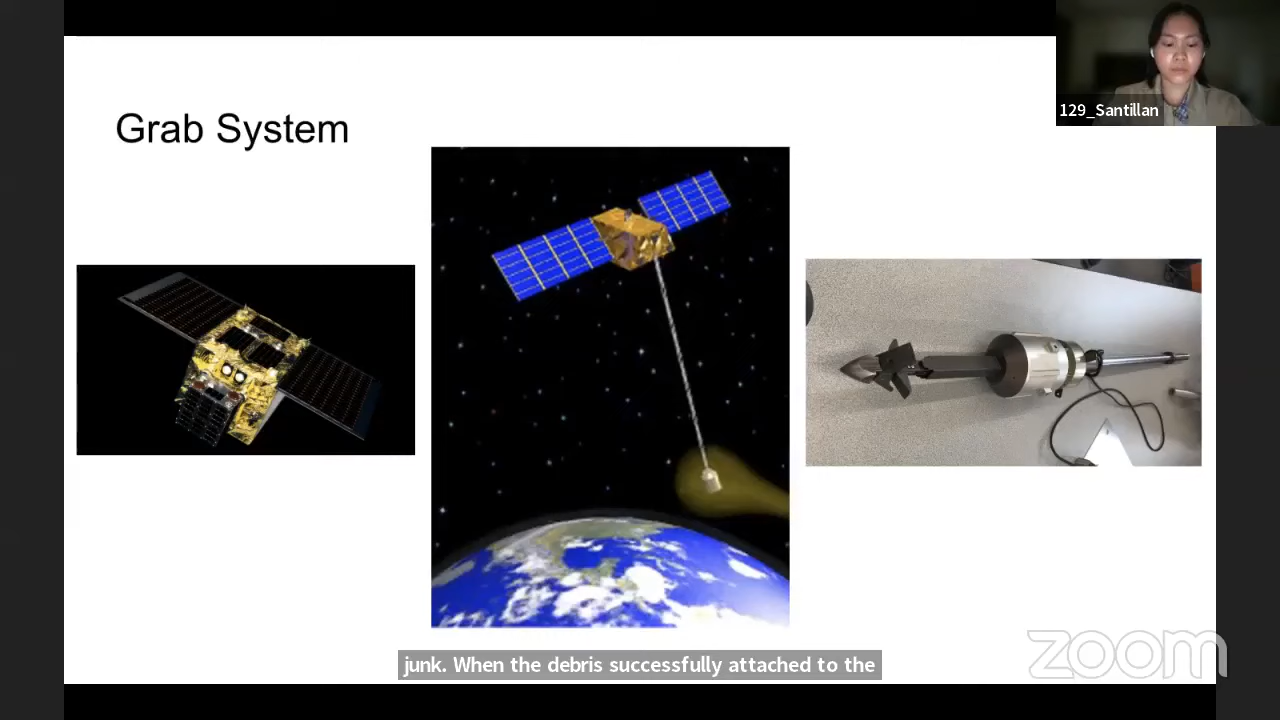 129_Santillan
Grab System
junk. When the debris successfully attached to the
zoom